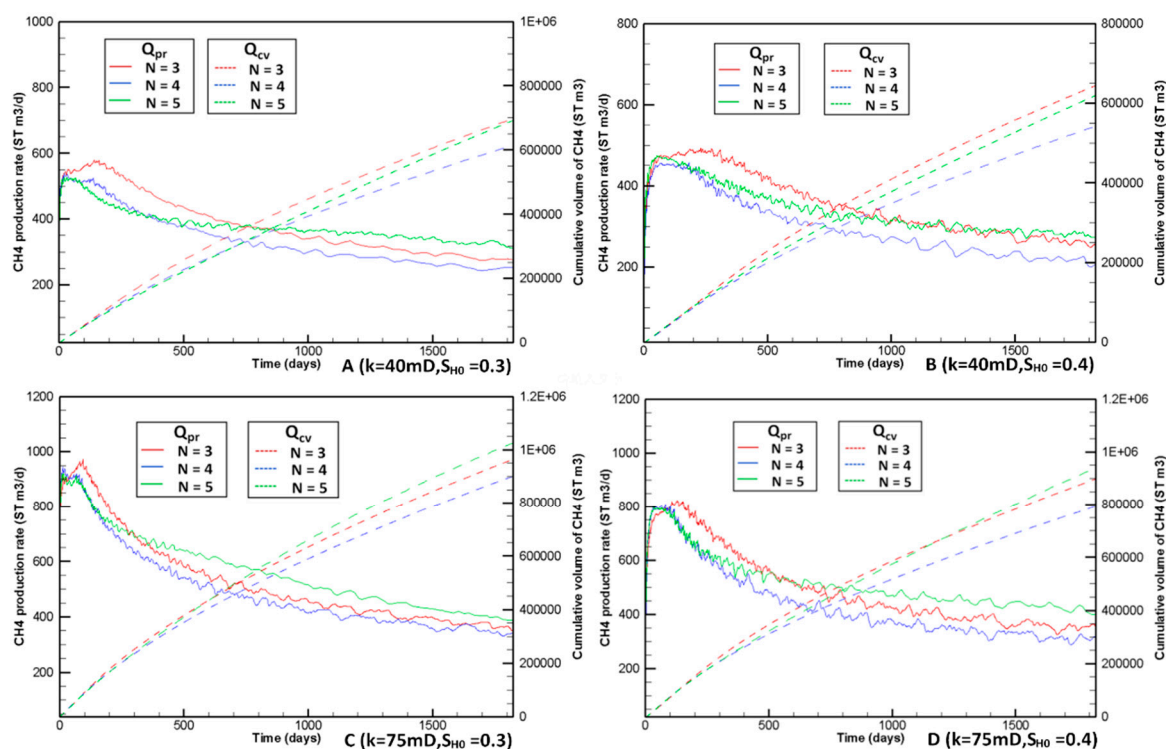 1000
800
600
400
200
CH4 production rate (ST m3/d)
Qpr
N = 3
N = 4
N = 5
Qcv
N = 3
N = 4
N = 5
1E+06
800000
600000
400000
200000
0
Cumulative volume of CH4 (ST m3)
0
500
1000
1500
Time (days)
A (k=40mD,SH0 =0.3)
800
600
400
200
CH4 production rate (ST m3/d)
Qpr
N = 3
N = 4
N = 5
Qcv
N = 3
N = 4
N = 5
800000
600000
400000
200000
0
Cumulative volume of CH4 (ST m3)
0
500
1000
1500
Time (days)
B (k=40mD,SH0 =0.4)
1200
1000
800
600
400
200
CH4 production rate (ST m3/d)
Qpr
N = 3
N = 4
N = 5
Qcv
N = 3
N = 4
N = 5
1.2E+06
1E+06
800000
600000
400000
200000
0
Cumulative volume of CH4 (ST m3)
0
500
1000
1500
Time (days)
C (k=75mD,SH0 =0.3)
1200
1000
800
600
400
200
CH4 production rate (ST m3/d)
Qpr
N = 3
N = 4
N = 5
Qcv
N = 3
N = 4
N = 5
1.2E+06
1E+06
800000
600000
400000
200000
0
Cumulative volume of CH4 (ST m3)
0
500
1000
1500
Time (days)
D (k=75mD,SH0 =0.4)